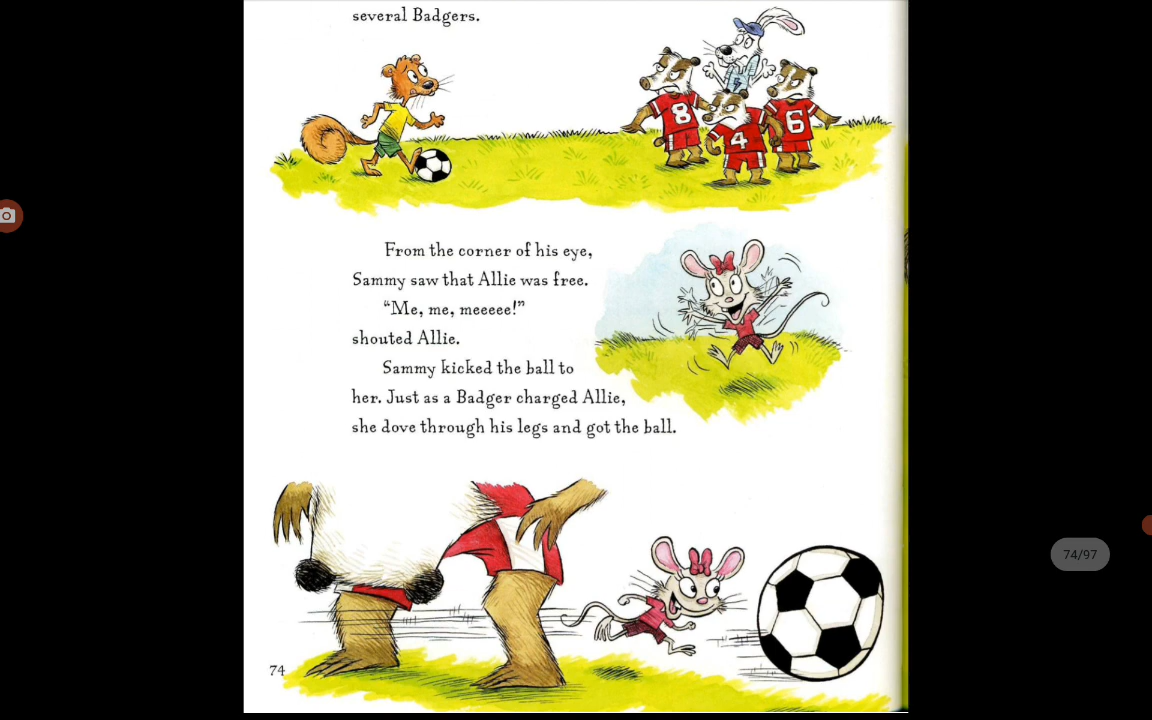 several Badgers.
8
4
6
From the corner of his eye,
Sammy saw that Allie was free.
“Me, me, meeeee!”
shouted Allie.
Sammy kicked the ball to
her. Just as a Badger charged Allie,
she dove through his legs and got the ball.
74/97
74